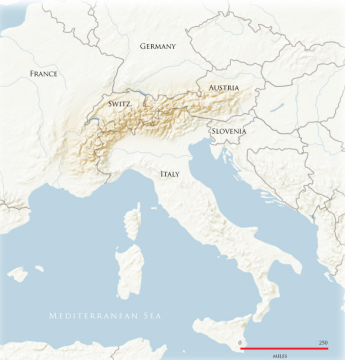 Germany
France
Austria
Switz
Slovenia
Italy
Mediterranean Sea
0 250
MILES